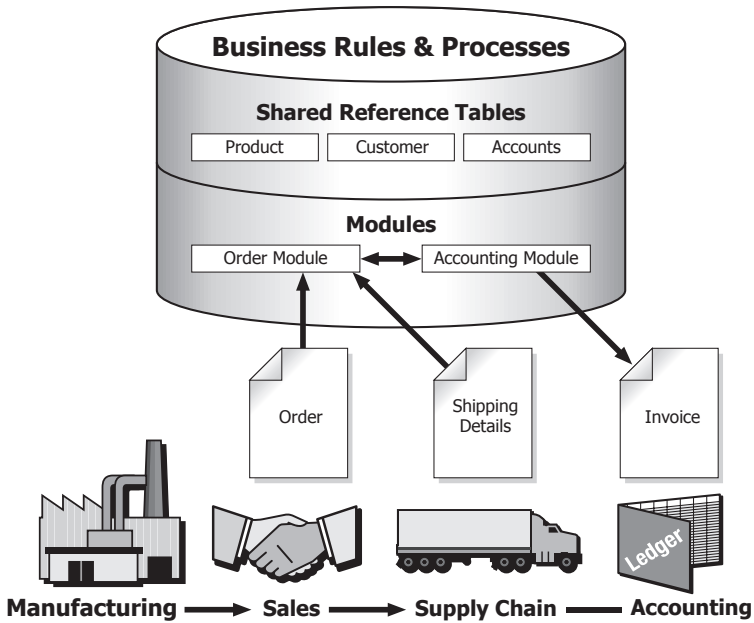 Business Rules & Processes
Shared Reference Tables
Product
Customer
Accounts
Modules
Order Module
Accounting Module
Order
Shipping
Details
Invoice
Ledger
Manufacturing
Sales
Supply Chain
Accounting